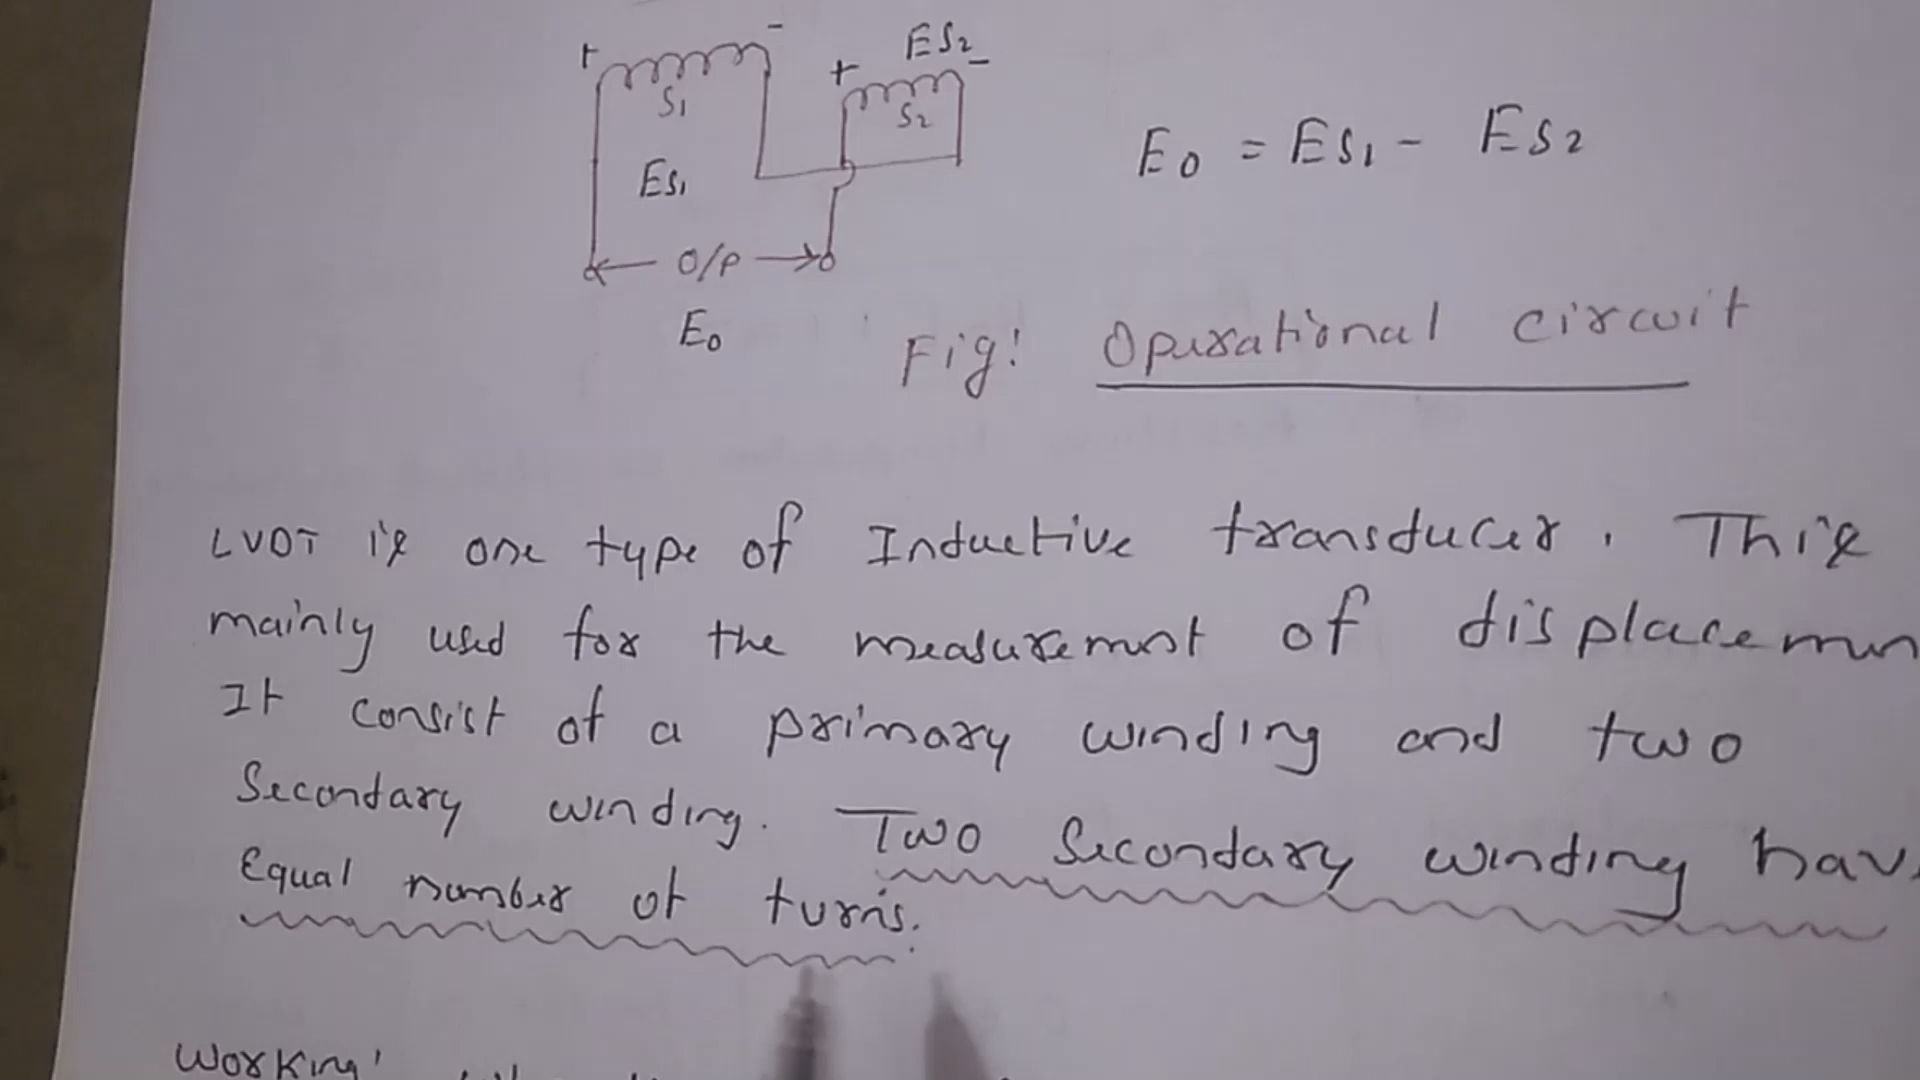 + - + ES2 -
S1 S2
ES1
E0 = ES1 - ES2
O/P
E0
Fig: Operational circuit
LVDT is one type of Inductive transducer. This
mainly used for the measurement of displacemen
It consist of a primary winding and two
Secondary winding. Two Secondary winding hav
Equal number of turns.
Working: